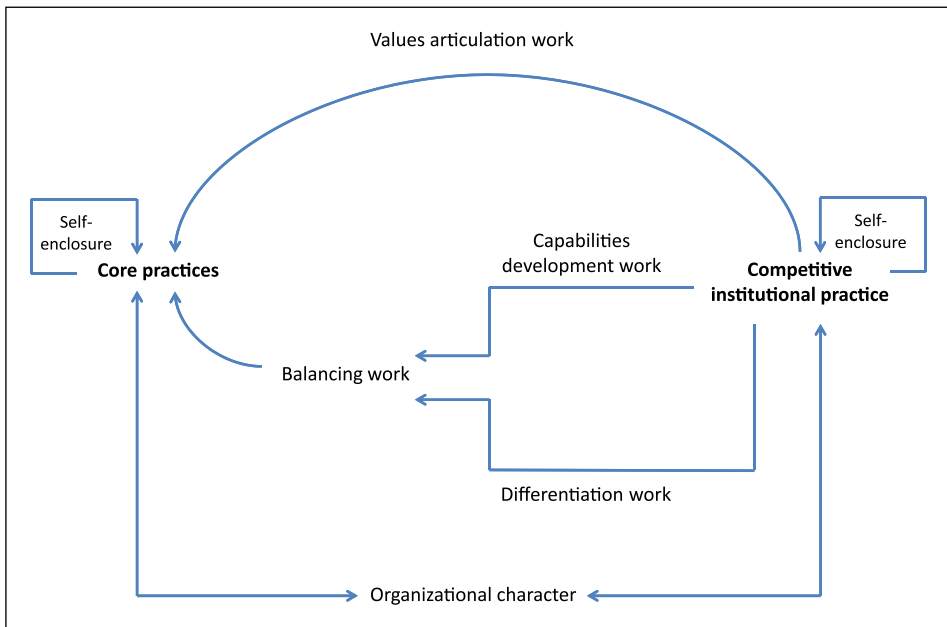 Values articulation work
Self-
enclosure
Self-
enclosure
Core practices
Capabilities
development work
Competitive
institutional practice
Balancing work
Differentiation work
Organizational character